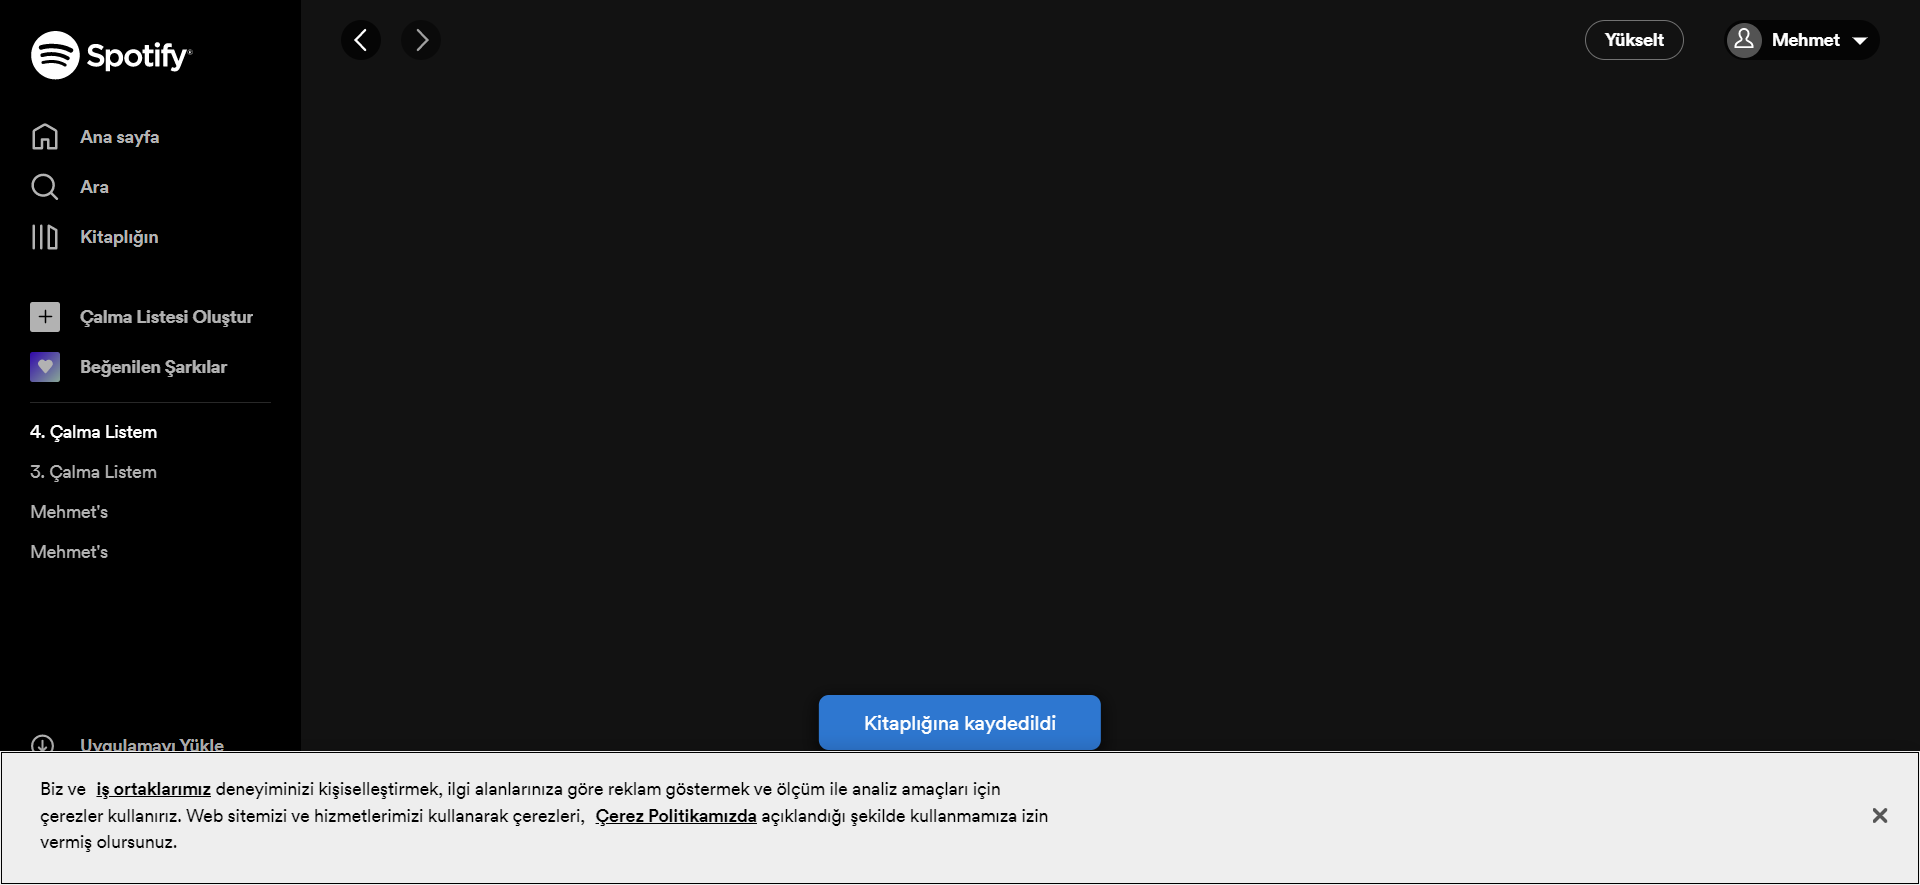 Spotify
Yükselt
Mehmet
Ana sayfa
Ara
Kitaplığın
Çalma Listesi Oluştur
Beğenilen Şarkılar
4. Çalma Listem
3. Çalma Listem
Mehmet's
Mehmet's
Kitaplığına kaydedildi
Uygulamayı Yükle
Biz ve iş ortaklarımız deneyiminizi kişiselleştirmek, ilgi alanlarınıza göre reklam göstermek ve ölçüm ile analiz amaçları için
çerezler kullanırız. Web sitemizi ve hizmetlerimizi kullanarak çerezleri, Çerez Politikamızda açıklandığı şekilde kullanmamıza izin
vermiş olursunuz.